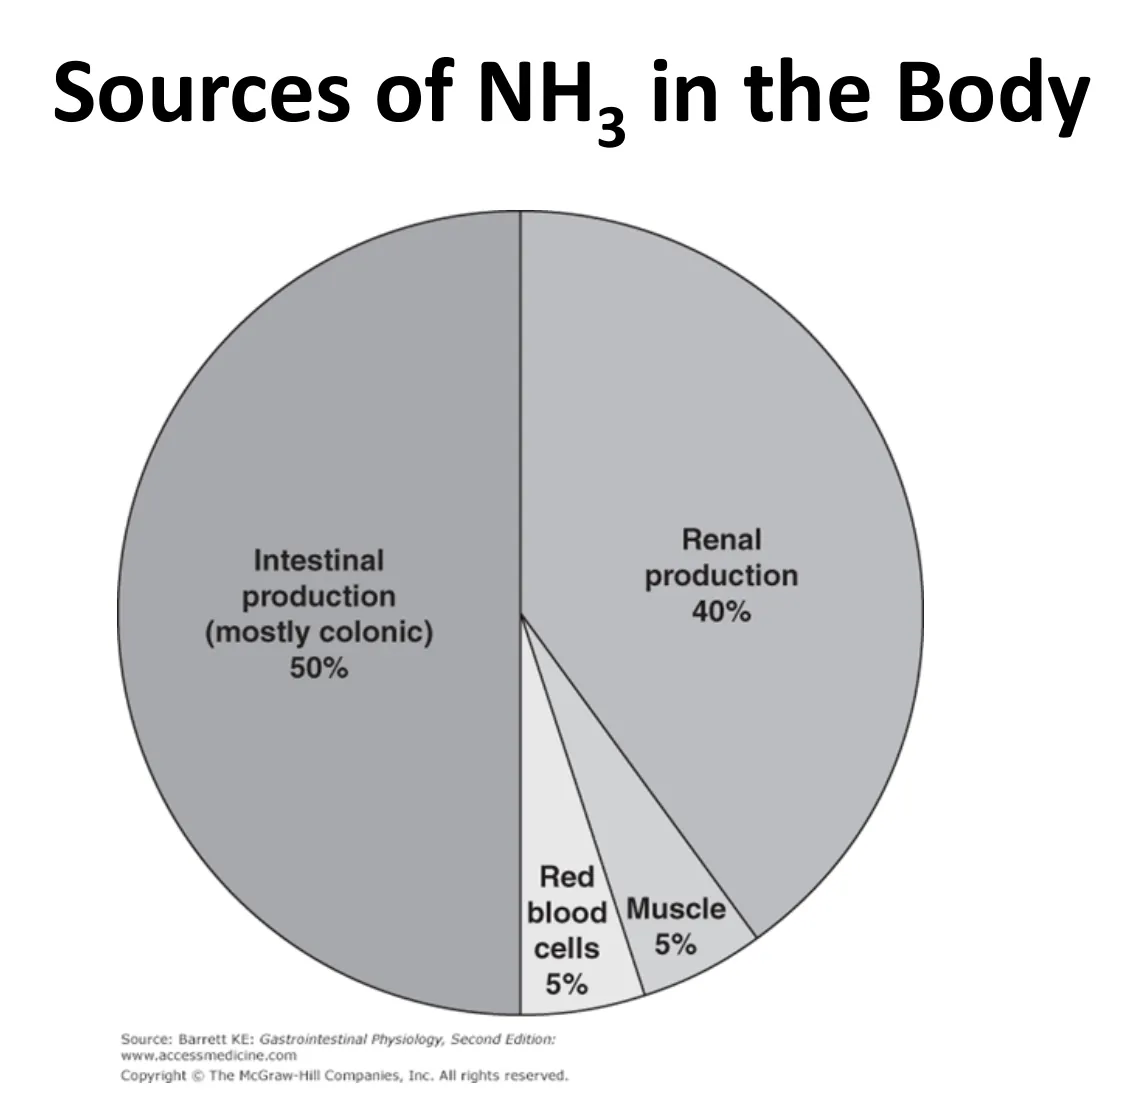 Sources of NH₃ in the Body
Intestinal
production
(mostly colonic)
50%
Renal
production
40%
Red
blood
cells
5%
Muscle
5%
Source: Barrett KE: Gastrointestinal Physiology, Second Edition:
www.accessmedicine.com
Copyright © The McGraw-Hill Companies, Inc. All rights reserved.